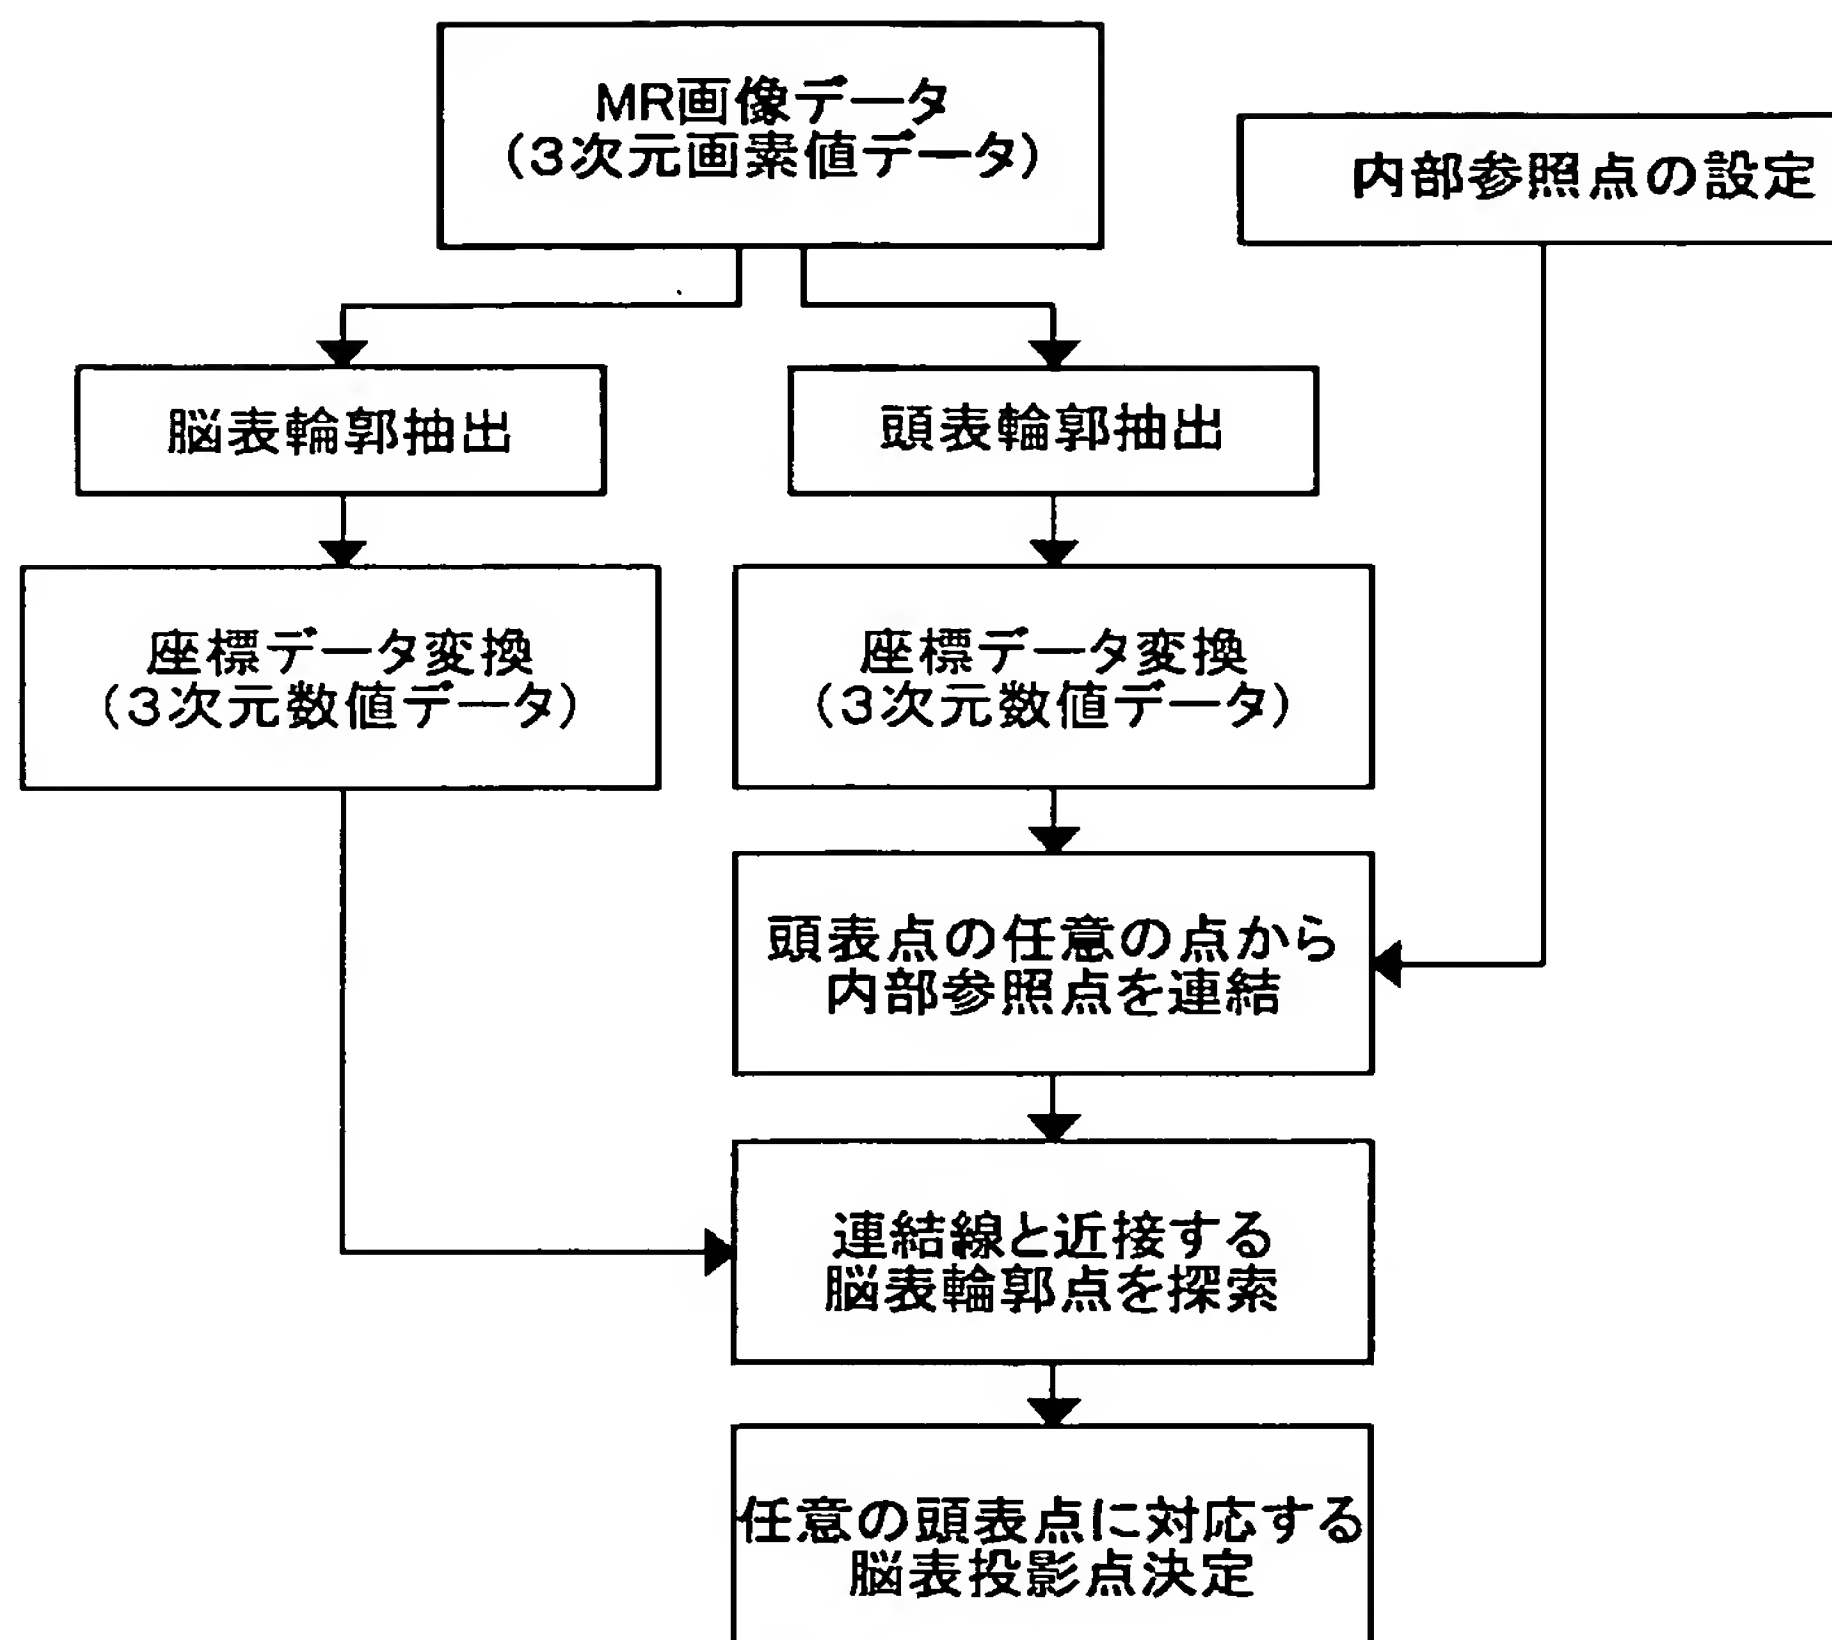 MR画像データ
(3次元画素値データ)
内部参照点の設定
脳表輪郭抽出
頭表輪郭抽出
座標データ変換
(3次元数値データ)
座標データ変換
(3次元数値データ)
頭表点の任意の点から
内部参照点を連結
連結線と近接する
脳表輪郭点を探索
任意の頭表点に対応する
脳表投影点決定